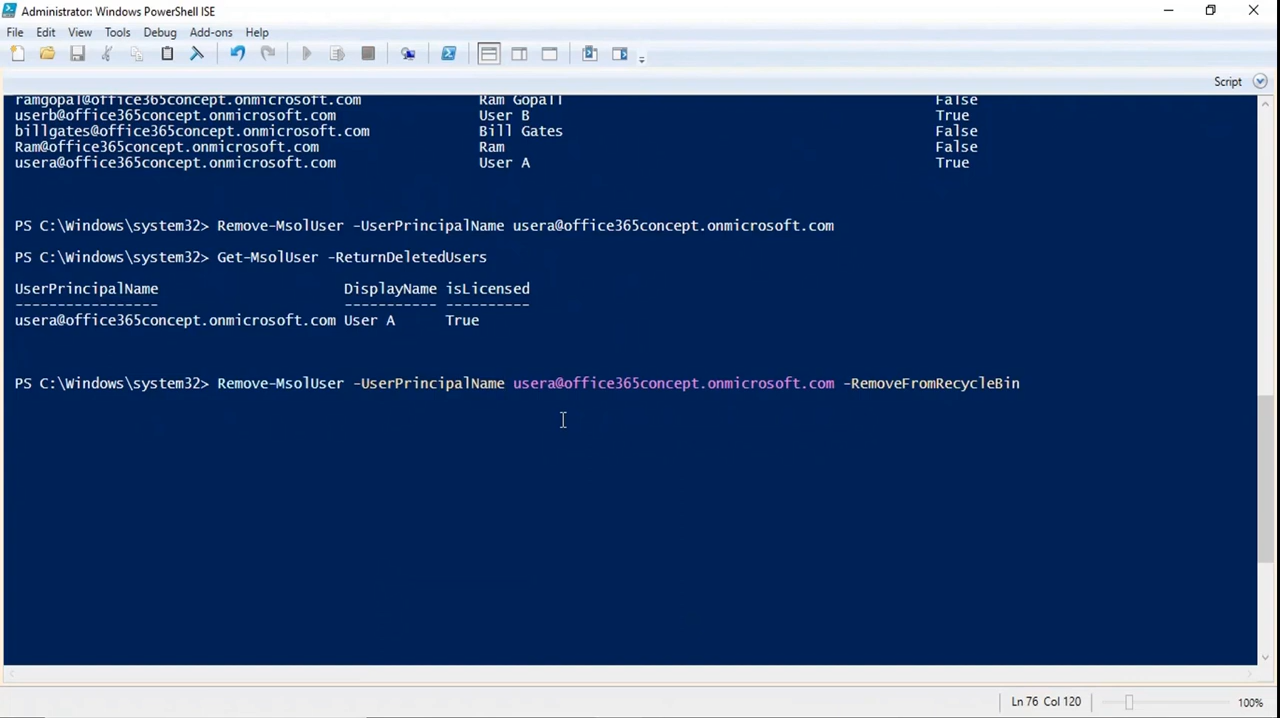 Administrator: Windows PowerShell ISE
File Edit View Tools Debug Add-ons Help
Script
ramgopal@office365concept.onmicrosoft.com Ram Gopall False
userb@office365concept.onmicrosoft.com User B True
billgates@office365concept.onmicrosoft.com Bill Gates False
Ram@office365concept.onmicrosoft.com Ram False
usera@office365concept.onmicrosoft.com User A True
PS C:\Windows\system32> Remove-MsolUser -UserPrincipalName usera@office365concept.onmicrosoft.com
PS C:\Windows\system32> Get-MsolUser -ReturnDeletedUsers
UserPrincipalName DisplayName isLicensed
----------------- ----------- ----------
usera@office365concept.onmicrosoft.com User A True
PS C:\Windows\system32> Remove-MsolUser -UserPrincipalName usera@office365concept.onmicrosoft.com -RemoveFromRecycleBin
Ln 76 Col 120 100%